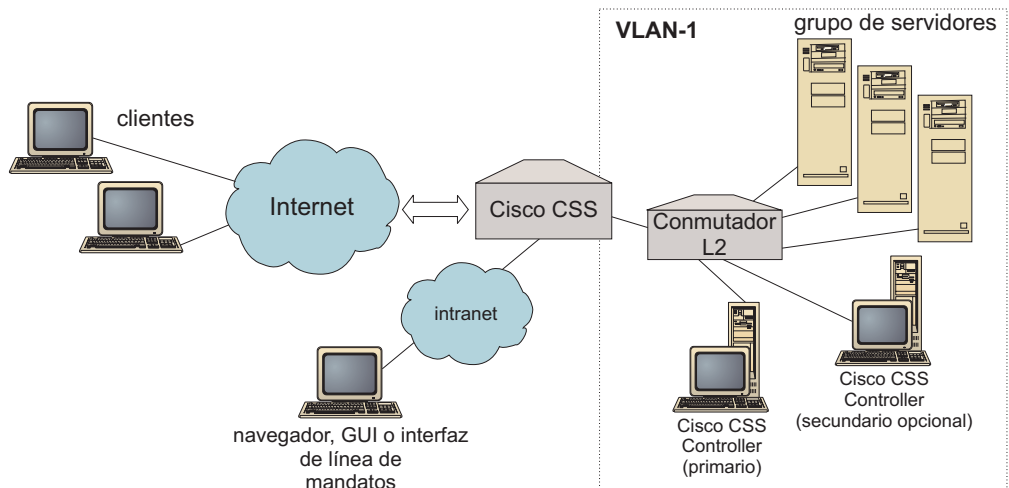 VLAN-1
grupo de servidores
clientes
Internet
Cisco CSS
Conmutador
L2
intranet
navegador, GUI o interfaz
de línea de
mandatos
Cisco CSS
Controller
(primario)
Cisco CSS
Controller
(secundario opcional)